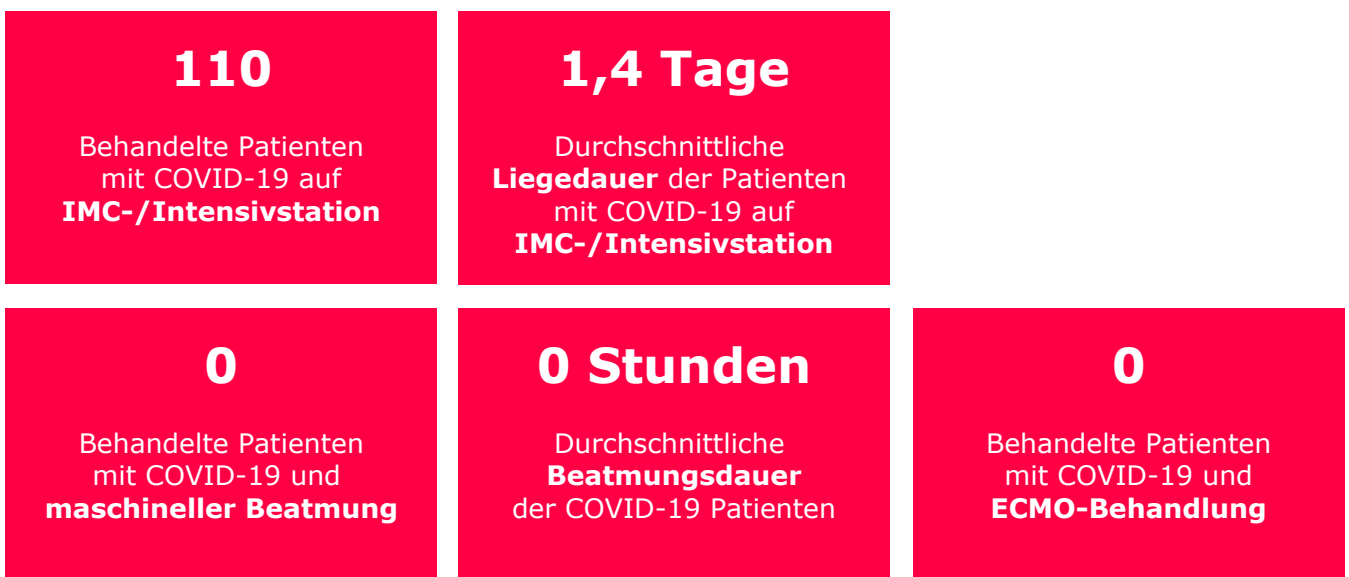 110
Behandelte Patienten
mit COVID-19 auf
IMC-/Intensivstation
1,4 Tage
Durchschnittliche
Liegedauer der Patienten
mit COVID-19 auf
IMC-/Intensivstation
0
Behandelte Patienten
mit COVID-19 und
maschineller Beatmung
0 Stunden
Durchschnittliche
Beatmungsdauer
der COVID-19 Patienten
0
Behandelte Patienten
mit COVID-19 und
ECMO-Behandlung